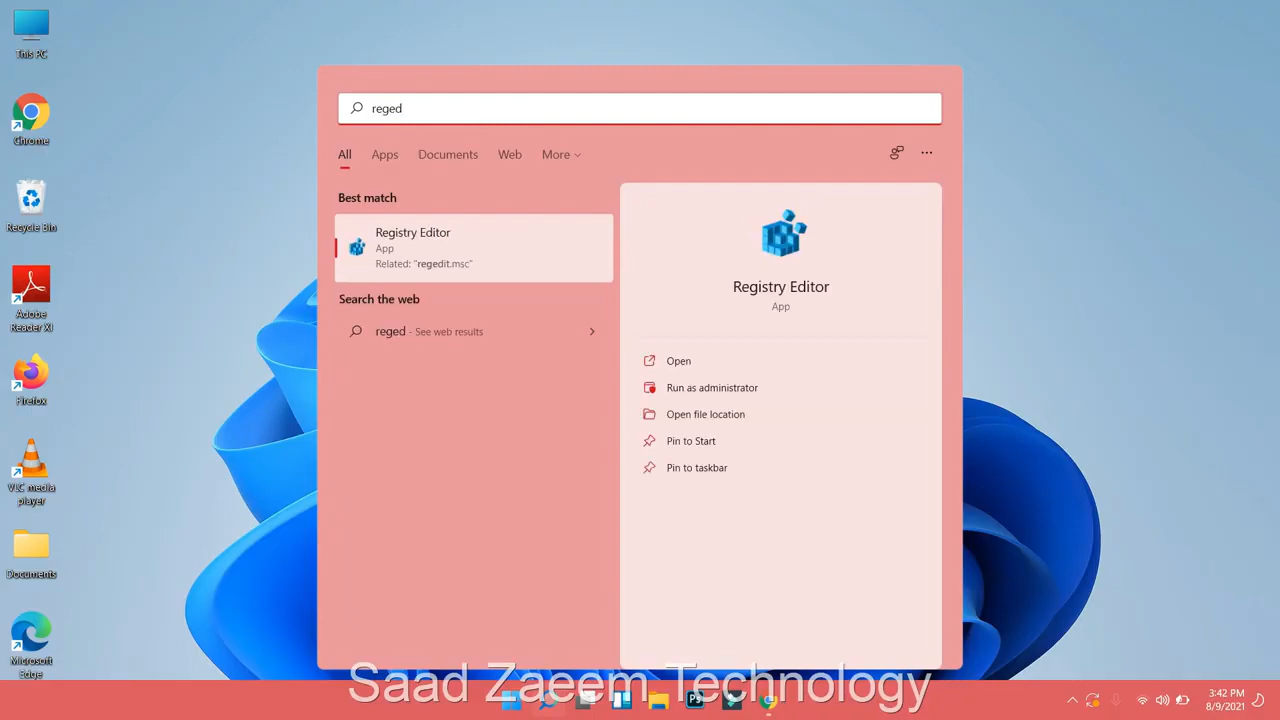 This PC
Chrome
Recycle Bin
Adobe
Reader XI
Firefox
VLC media
player
Documents
Microsoft
Edge
reged
All
Apps
Documents
Web
More
Best match
Registry Editor
App
Related: "regedit.msc"
Search the web
reged - See web results
Registry Editor
App
Open
Run as administrator
Open file location
Pin to Start
Pin to taskbar
Saad Zaeem Technology
Ps
3:42 PM
8/9/2021